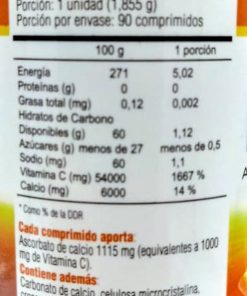 Porción: 1 unidad (1,855 g)
Porción por envase: 90 comprimidos
100 g 1 porción
Energía 271 5,02
Proteínas (g) 0 0
Grasa total (mg) 0,12 0,002
Hidratos de Carbono
Disponibles (g) 60 1,12
Azúcares (g) menos de 27 menos de 0,5
Sodio (mg) 60 1,1
Vitamina C (mg) 54000 1667 %
Calcio (mg) 6000 14 %
* Como % de la DDR
Cada comprimido aporta:
Ascorbato de calcio 1115 mg (equivalentes a 1000
mg de Vitamina C).
Contiene además:
Carbonato de calcio, celulosa microcristalina,